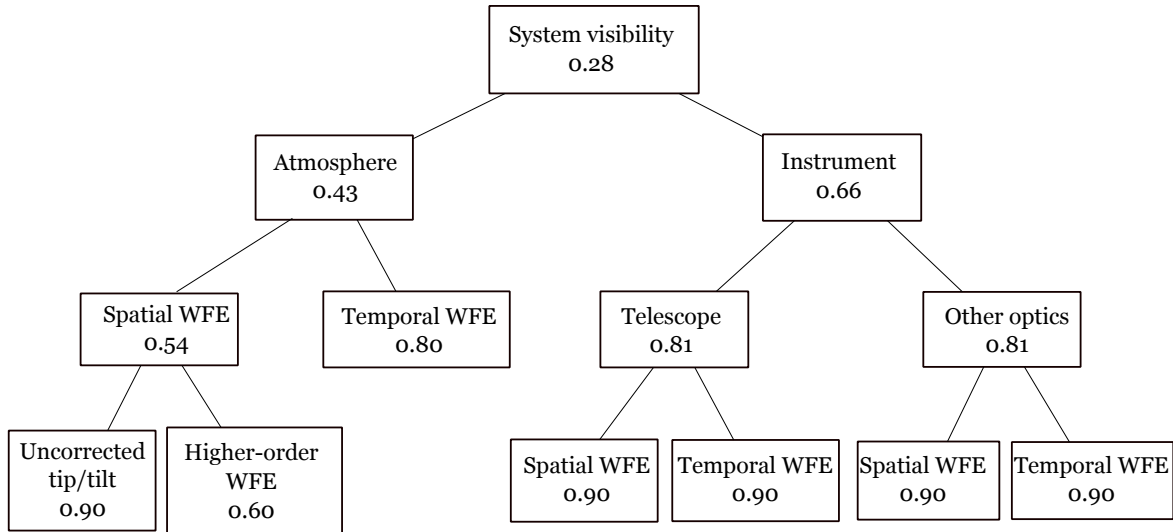 System visibility
0.28
Atmosphere
0.43
Instrument
0.66
Spatial WFE
0.54
Temporal WFE
0.80
Telescope
0.81
Other optics
0.81
Uncorrected
tip/tilt
0.90
Higher-order
WFE
0.60
Spatial WFE
0.90
Temporal WFE
0.90
Spatial WFE
0.90
Temporal WFE
0.90